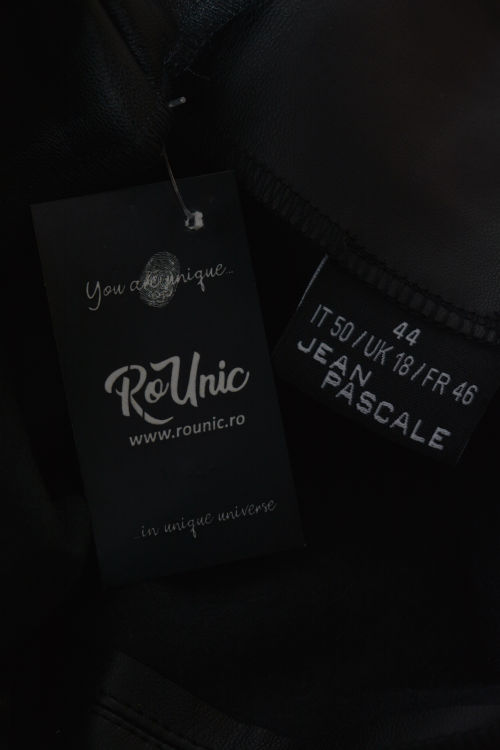 You are unique...
RoUnic
www.rounic.ro
...in unique universe
44
IT 50 / UK 18 / FR 46
JEAN
PASCALE